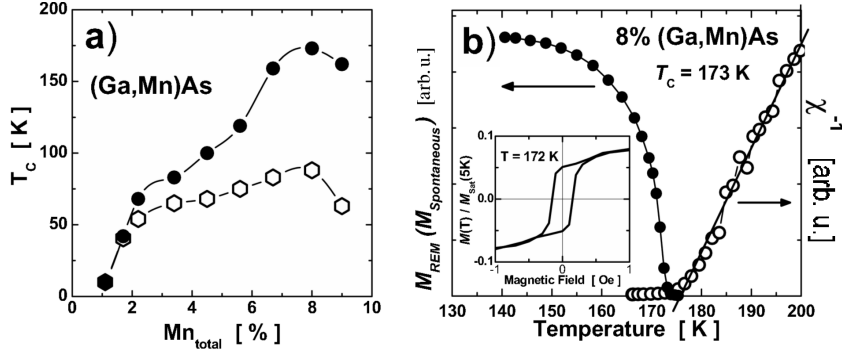 a)
(Ga,Mn)As
T_C [ K ]
200
150
100
50
0
0 2 4 6 8 10
Mn_total [ % ]
b)
8% (Ga,Mn)As
T_C = 173 K
M_REM (M_Spontaneous) [arb. u.]
χ^-1 [arb. u.]
T = 172 K
M(T) / M_sat(5K)
0.1
0.0
-0.1
-1 0 1
Magnetic Field [ Oe ]
130 140 150 160 170 180 190 200
Temperature [ K ]